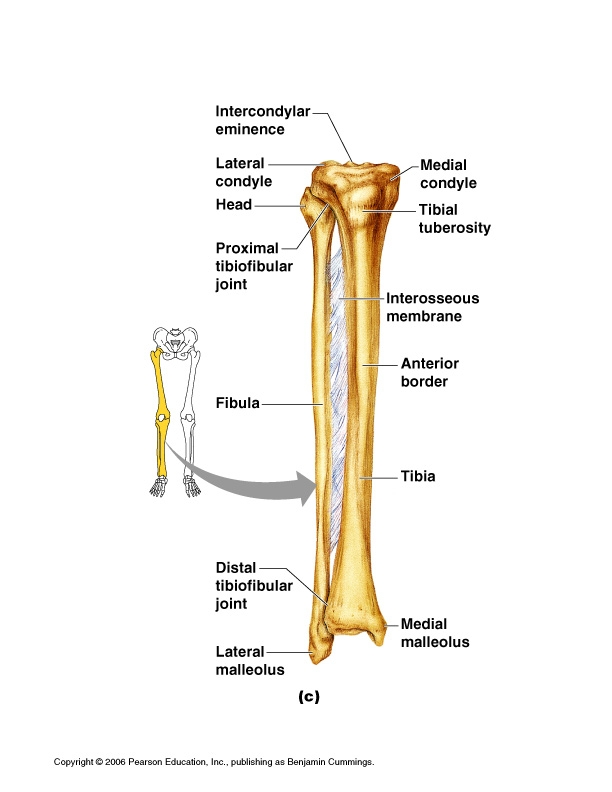 Intercondylar
eminence
Lateral
condyle
Medial
condyle
Head
Tibial
tuberosity
Proximal
tibiofibular
joint
Interosseous
membrane
Anterior
border
Fibula
Tibia
Distal
tibiofibular
joint
Medial
malleolus
Lateral
malleolus
(c)
Copyright © 2006 Pearson Education, Inc., publishing as Benjamin Cummings.